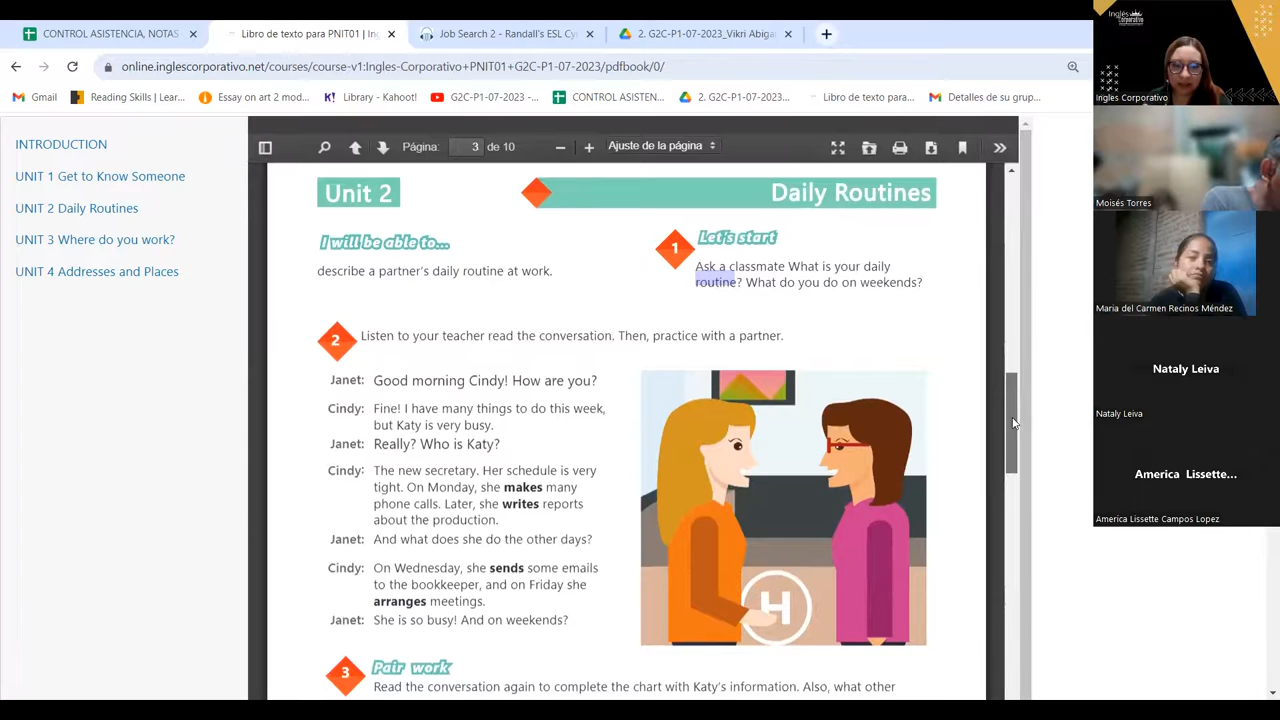 CONTROL ASISTENCIA, NOTAS
Libro de texto para PNIT01 | Ing
Job Search 2 - Randall's ESL Cy
2. G2C-P1-07-2023_Vikri Abiga
online.inglescorporativo.net/courses/course-v1:Ingles-Corporativo+PNIT01+G2C-P1-07-2023/pdfbook/0/
Gmail
Reading Skills | Lear...
Essay on art 2 mod...
Library - Katyp
G2C-P1-07-2023 -...
CONTROL ASISTEN...
2. G2C-P1-07-2023...
Libro de texto para...
Detalles de su grup...
INTRODUCTION
UNIT 1 Get to Know Someone
UNIT 2 Daily Routines
UNIT 3 Where do you work?
UNIT 4 Addresses and Places
Página: 3 de 10
Ajuste de la página
Unit 2
Daily Routines
I will be able to...
describe a partner's daily routine at work.
1
Let's start
Ask a classmate What is your daily
routine? What do you do on weekends?
2
Listen to your teacher read the conversation. Then, practice with a partner.
Janet: Good morning Cindy! How are you?
Cindy: Fine! I have many things to do this week,
but Katy is very busy.
Janet: Really? Who is Katy?
Cindy: The new secretary. Her schedule is very
tight. On Monday, she makes many
phone calls. Later, she writes reports
about the production.
Janet: And what does she do the other days?
Cindy: On Wednesday, she sends some emails
to the bookkeeper, and on Friday she
arranges meetings.
Janet: She is so busy! And on weekends?
H
3
Pair work
Read the conversation again to complete the chart with Katy's information. Also, what other
Inglés
Corporativo
Ingles Corporativo
Moisés Torres
Maria del Carmen Recinos Méndez
Nataly Leiva
Nataly Leiva
America Lissette...
America Lissette Campos Lopez